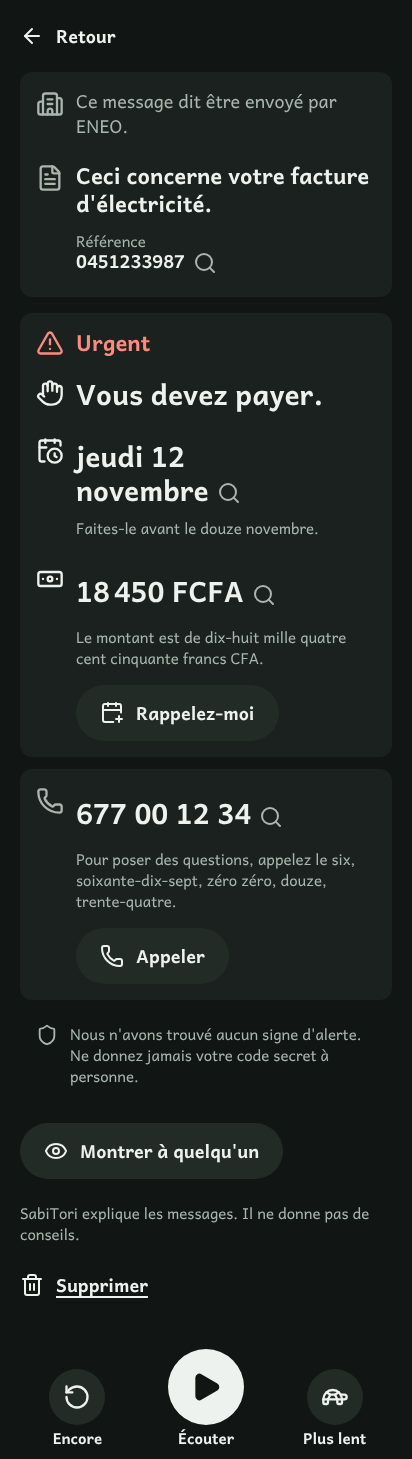 Retour
Ce message dit être envoyé par
ENEO.
Ceci concerne votre facture
d'électricité.
Référence
0451233987
Urgent
Vous devez payer.
jeudi 12
novembre
Faites-le avant le douze novembre.
18 450 FCFA
Le montant est de dix-huit mille quatre
cent cinquante francs CFA.
Rappelez-moi
677 00 12 34
Pour poser des questions, appelez le six,
soixante-dix-sept, zéro zéro, douze,
trente-quatre.
Appeler
Nous n'avons trouvé aucun signe d'alerte.
Ne donnez jamais votre code secret à
personne.
Montrer à quelqu'un
SabiTori explique les messages. Il ne donne pas de
conseils.
Supprimer
Encore
Écouter
Plus lent